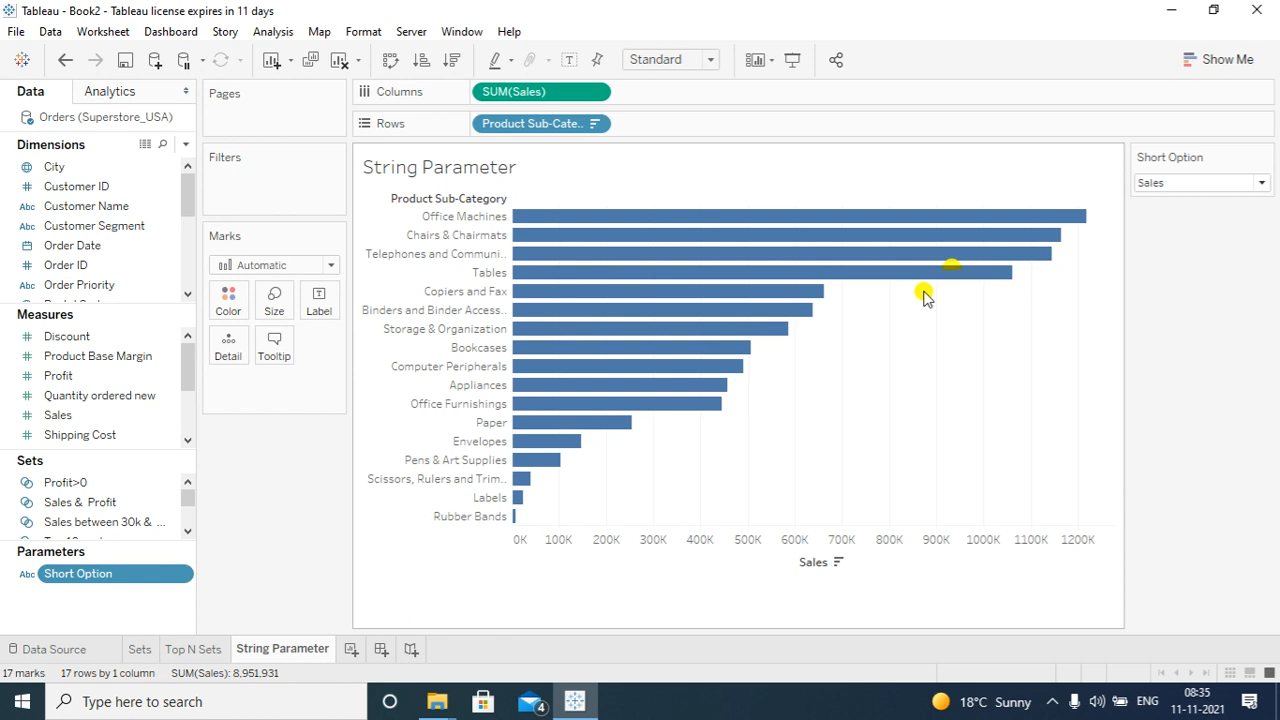 Tableau - Book2 - Tableau license expires in 11 days
File Data Worksheet Dashboard Story Analysis Map Format Server Window Help
Standard
Show Me
Data Analytics
Orders (Superstore_USA)
Dimensions
City
Customer ID
Abc Customer Name
Abc Customer Segment
Order Date
Order ID
Abc Order Priority
Measures
Discount
Product Base Margin
Profit
Quantity ordered new
Sales
Shipping Cost
Sets
Profit>0
Sales & Profit
Sales between 30k & ...
Parameters
Abc Short Option
Pages
Filters
Marks
Automatic
Color Size Label
Detail Tooltip
Columns SUM(Sales)
Rows Product Sub-Cate..
String Parameter
Product Sub-Category
Office Machines
Chairs & Chairmats
Telephones and Communi..
Tables
Copiers and Fax
Binders and Binder Access..
Storage & Organization
Bookcases
Computer Peripherals
Appliances
Office Furnishings
Paper
Envelopes
Pens & Art Supplies
Scissors, Rulers and Trim..
Labels
Rubber Bands
0K 100K 200K 300K 400K 500K 600K 700K 800K 900K 1000K 1100K 1200K
Sales
Short Option
Sales
Data Source Sets Top N Sets String Parameter
17 marks 17 rows by 1 column SUM(Sales): 8,951,931
Type here to search
4
18°C Sunny
ENG
08:35
11-11-2021